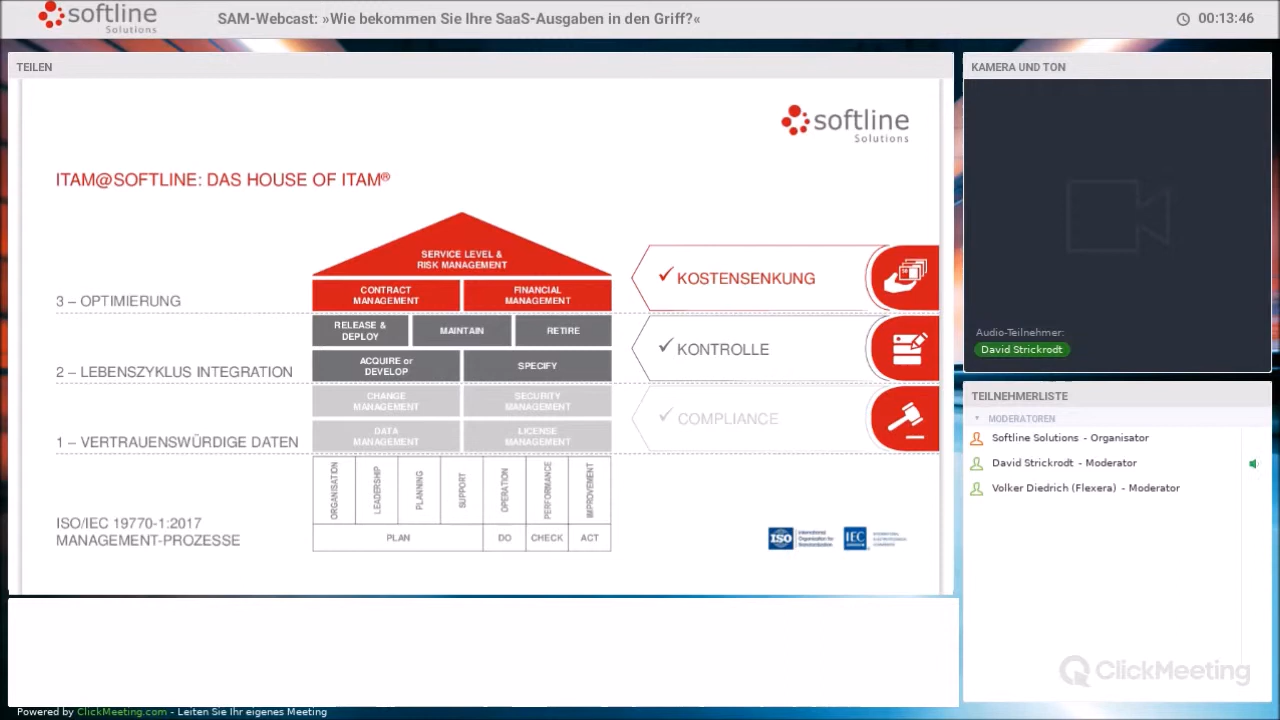 softline
Solutions
SAM-Webcast: »Wie bekommen Sie Ihre SaaS-Ausgaben in den Griff?«
00:13:46
TEILEN
softline
Solutions
ITAM@SOFTLINE: DAS HOUSE OF ITAM®
SERVICE LEVEL &
RISK MANAGEMENT
3 – OPTIMIERUNG
CONTRACT
MANAGEMENT
FINANCIAL
MANAGEMENT
KOSTENSENKUNG
RELEASE &
DEPLOY
MAINTAIN
RETIRE
2 – LEBENSZYKLUS INTEGRATION
ACQUIRE or
DEVELOP
SPECIFY
KONTROLLE
CHANGE
MANAGEMENT
SECURITY
MANAGEMENT
1 – VERTRAUENSWÜRDIGE DATEN
DATA
MANAGEMENT
LICENSE
MANAGEMENT
COMPLIANCE
ORGANISATION
LEADERSHIP
PLANNING
SUPPORT
OPERATION
PERFORMANCE
IMPROVEMENT
ISO/IEC 19770-1:2017
MANAGEMENT-PROZESSE
PLAN
DO
CHECK
ACT
ISO
International
Organization for
Standardization
IEC
KAMERA UND TON
Audio-Teilnehmer:
David Strickrodt
TEILNEHMERLISTE
MODERATOREN
Softline Solutions - Organisator
David Strickrodt - Moderator
Volker Diedrich (Flexera) - Moderator
ClickMeeting
Powered by ClickMeeting.com - Leiten Sie Ihr eigenes Meeting